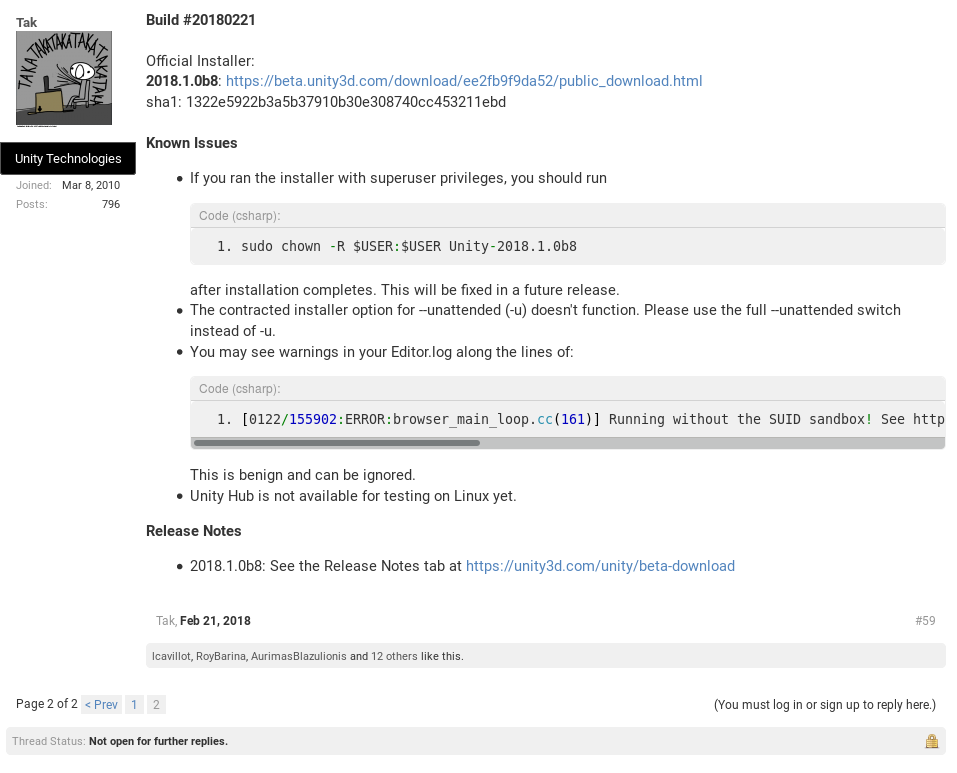 Tak
TAKATAKATAKATAKATAKATAKA
Unity Technologies
Joined: Mar 8, 2010
Posts: 796
Build #20180221
Official Installer:
2018.1.0b8: https://beta.unity3d.com/download/ee2fb9f9da52/public_download.html
sha1: 1322e5922b3a5b37910b30e308740cc453211ebd
Known Issues
• If you ran the installer with superuser privileges, you should run
Code (csharp):
1. sudo chown -R $USER:$USER Unity-2018.1.0b8
after installation completes. This will be fixed in a future release.
• The contracted installer option for --unattended (-u) doesn't function. Please use the full --unattended switch
instead of -u.
• You may see warnings in your Editor.log along the lines of:
Code (csharp):
1. [0122/155902:ERROR:browser_main_loop.cc(161)] Running without the SUID sandbox! See http
This is benign and can be ignored.
• Unity Hub is not available for testing on Linux yet.
Release Notes
• 2018.1.0b8: See the Release Notes tab at https://unity3d.com/unity/beta-download
Tak, Feb 21, 2018 #59
lcavillot, RoyBarina, AurimasBlazulionis and 12 others like this.
Page 2 of 2 < Prev 1 2 (You must log in or sign up to reply here.)
Thread Status: Not open for further replies.